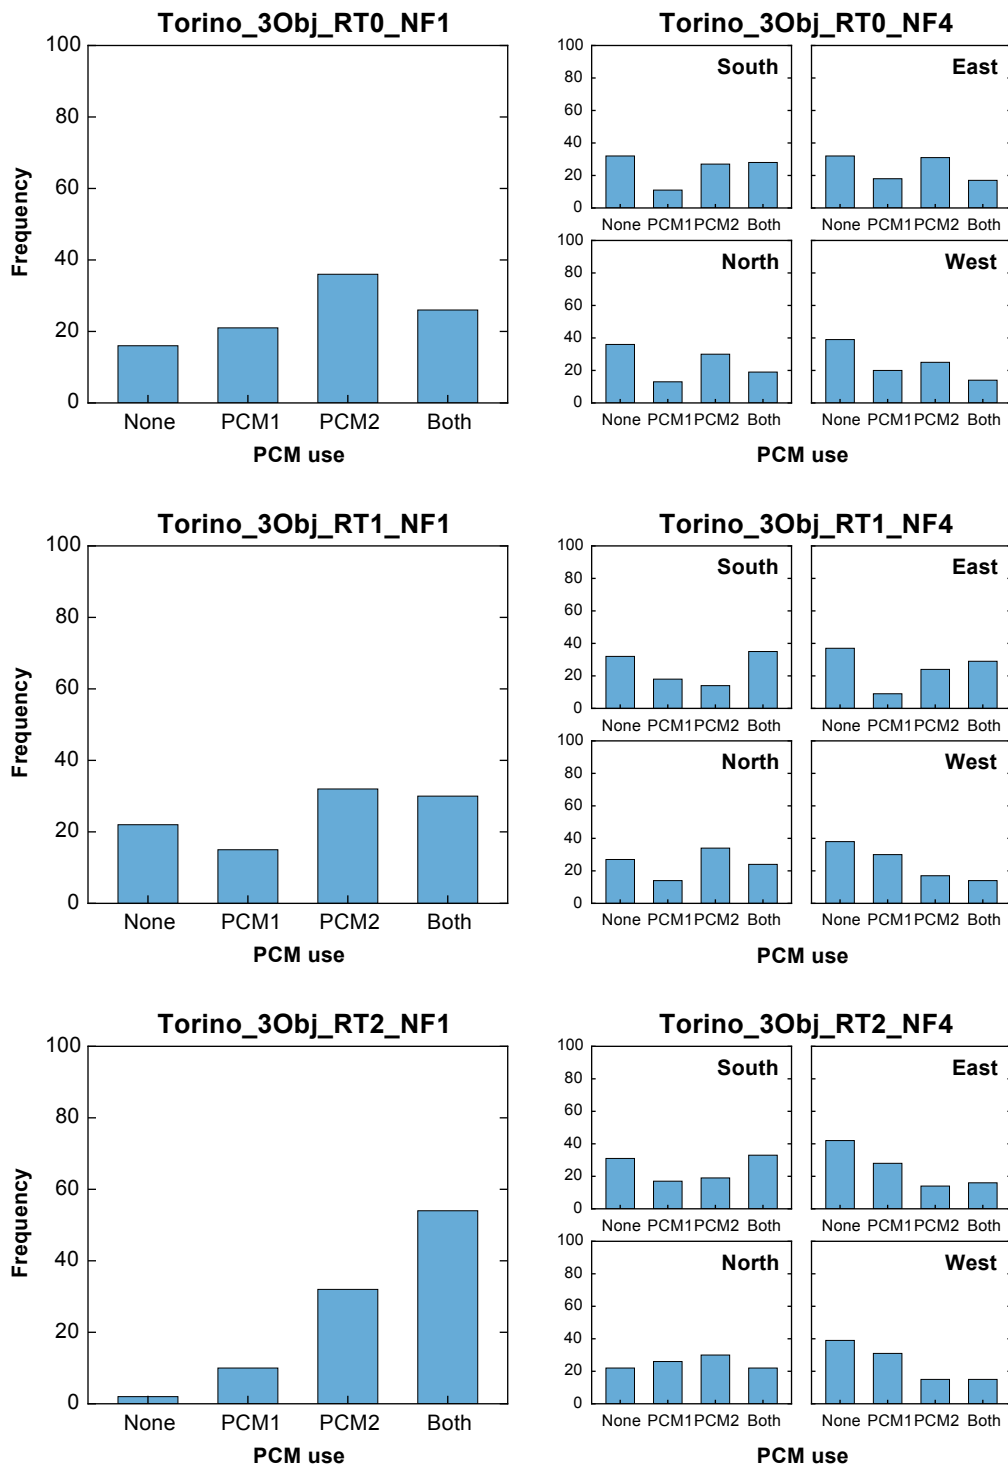 Torino_3Obj_RT0_NF1
100
80
60
40
20
0
Frequency
None PCM1 PCM2 Both
PCM use
Torino_3Obj_RT0_NF4
South
100
80
60
40
20
0
None PCM1 PCM2 Both
East
None PCM1 PCM2 Both
North
100
80
60
40
20
0
None PCM1 PCM2 Both
West
None PCM1 PCM2 Both
PCM use
Torino_3Obj_RT1_NF1
100
80
60
40
20
0
Frequency
None PCM1 PCM2 Both
PCM use
Torino_3Obj_RT1_NF4
South
100
80
60
40
20
0
None PCM1 PCM2 Both
East
None PCM1 PCM2 Both
North
100
80
60
40
20
0
None PCM1 PCM2 Both
West
None PCM1 PCM2 Both
PCM use
Torino_3Obj_RT2_NF1
100
80
60
40
20
0
Frequency
None PCM1 PCM2 Both
PCM use
Torino_3Obj_RT2_NF4
South
100
80
60
40
20
0
None PCM1 PCM2 Both
East
None PCM1 PCM2 Both
North
100
80
60
40
20
0
None PCM1 PCM2 Both
West
None PCM1 PCM2 Both
PCM use